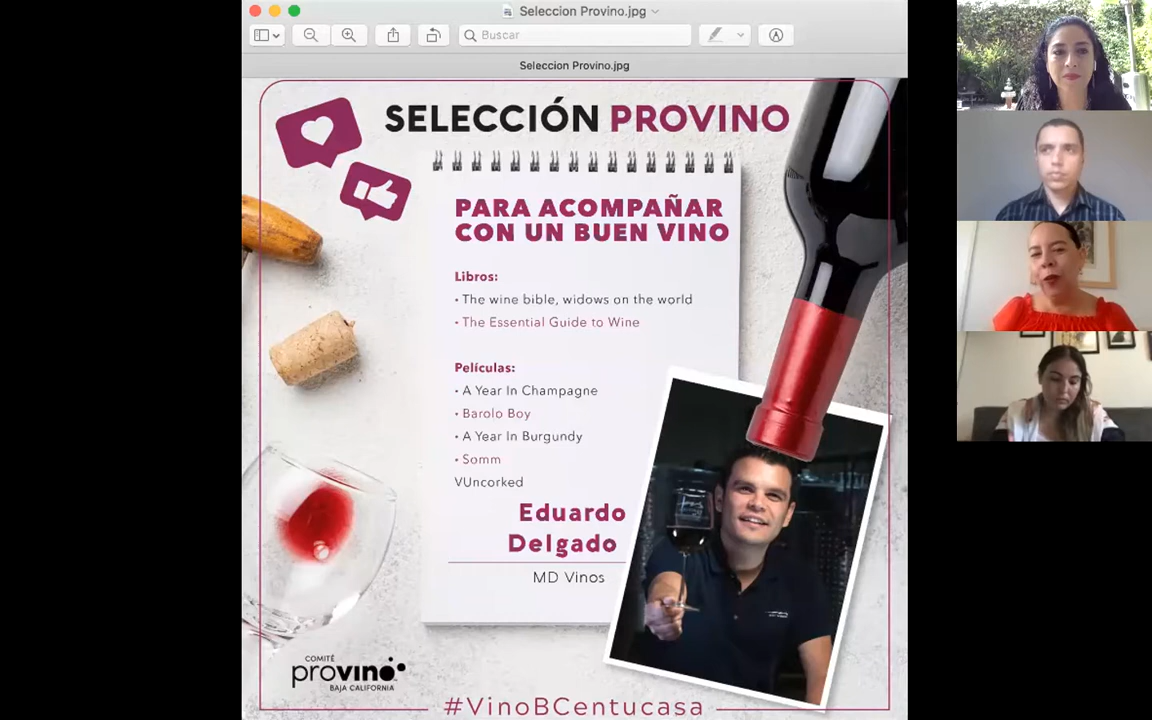 Seleccion Provino.jpg
Buscar
Seleccion Provino.jpg
SELECCIÓN PROVINO
PARA ACOMPAÑAR
CON UN BUEN VINO
Libros:
• The wine bible, widows on the world
• The Essential Guide to Wine
Películas:
• A Year In Champagne
• Barolo Boy
• A Year In Burgundy
• Somm
VUncorked
Eduardo
Delgado
MD Vinos
COMITÉ
provino
BAJA CALIFORNIA
#VinoBCentucasa